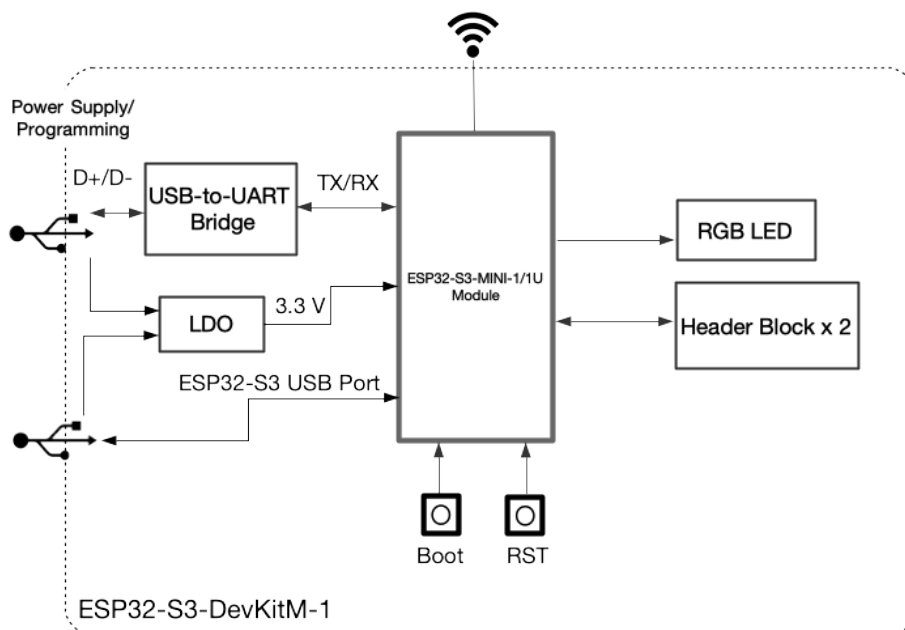 Power Supply/
Programming
D+/D-
USB-to-UART
Bridge
TX/RX
RGB LED
ESP32-S3-MINI-1/1U
Module
LDO
3.3 V
Header Block x 2
ESP32-S3 USB Port
Boot
RST
ESP32-S3-DevKitM-1